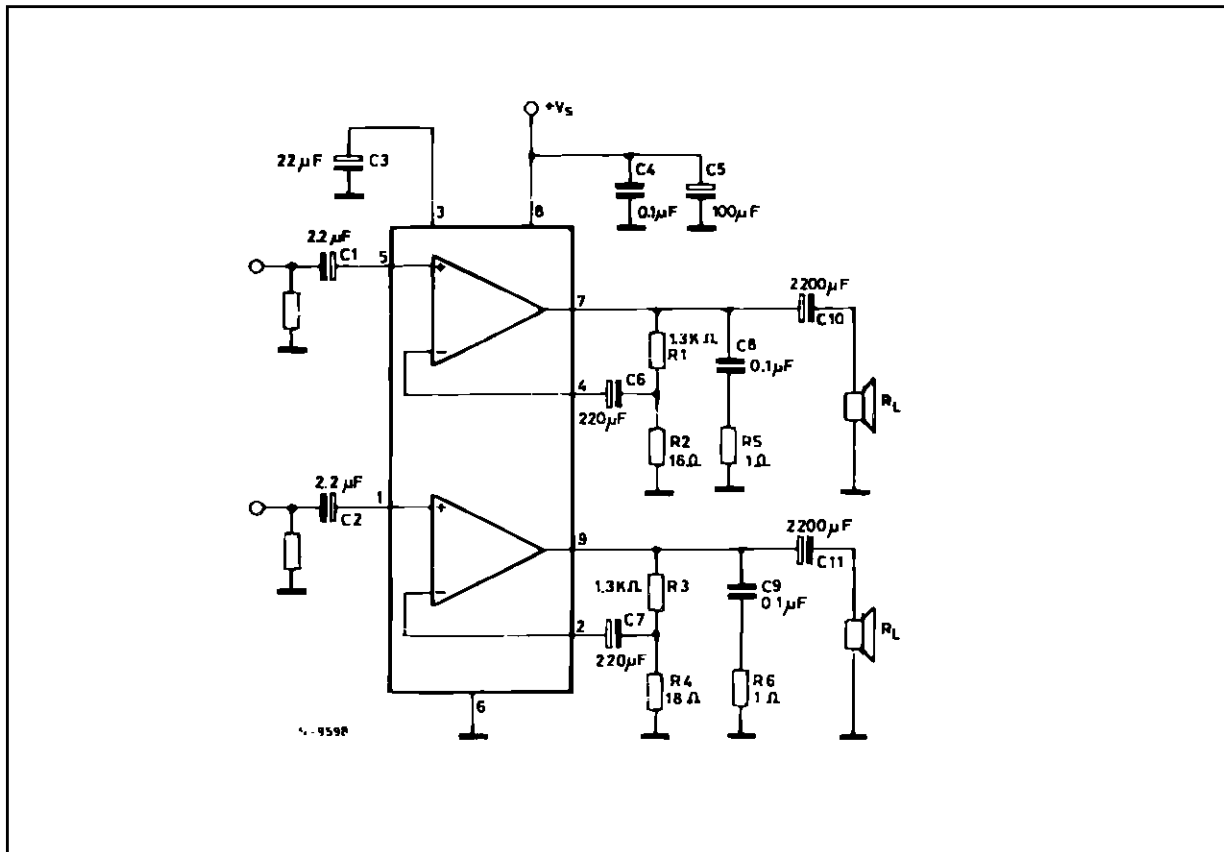 +Vs
22µF
C3
C4
C5
0.1µF
100µF
3
8
2.2µF
C1
5
7
2200µF
C10
1.3KΩ
R1
C8
0.1µF
4
C6
220µF
R2
18Ω
R5
1Ω
RL
2.2µF
C2
1
9
2200µF
C11
1.3KΩ
R3
C9
0.1µF
2
C7
220µF
R4
18Ω
R6
1Ω
RL
6